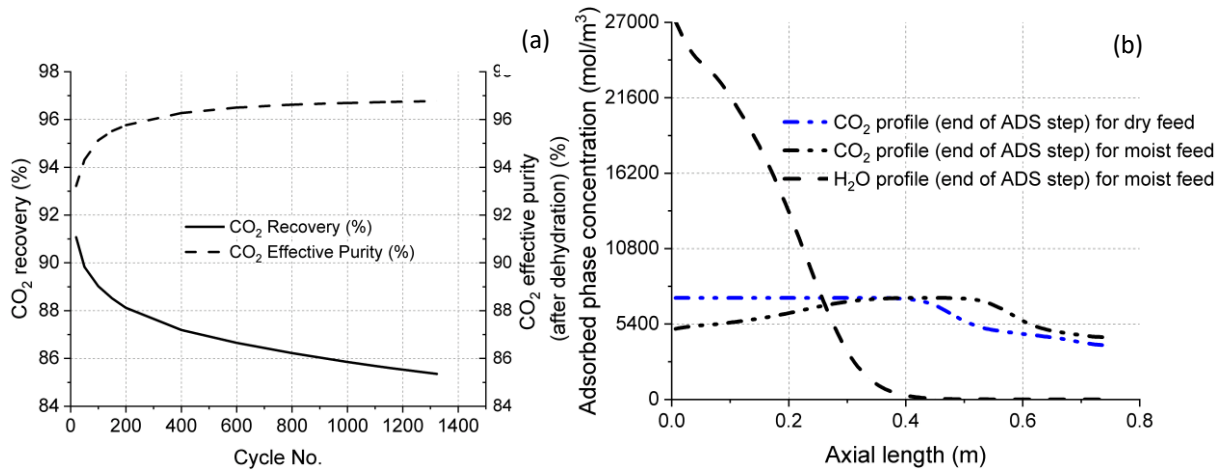 (a)
98
96
94
92
90
88
86
84
0
200
400
600
800
1000
1200
1400
Cycle No.
CO₂ recovery (%)
CO₂ Recovery (%)
CO₂ Effective Purity (%)
96
94
92
90
88
86
84
CO₂ effective purity
(after dehydration) (%)
(b)
27000
21600
16200
10800
5400
0
Adsorbed phase concentration (mol/m³)
CO₂ profile (end of ADS step) for dry feed
CO₂ profile (end of ADS step) for moist feed
H₂O profile (end of ADS step) for moist feed
0.0
0.2
0.4
0.6
0.8
Axial length (m)